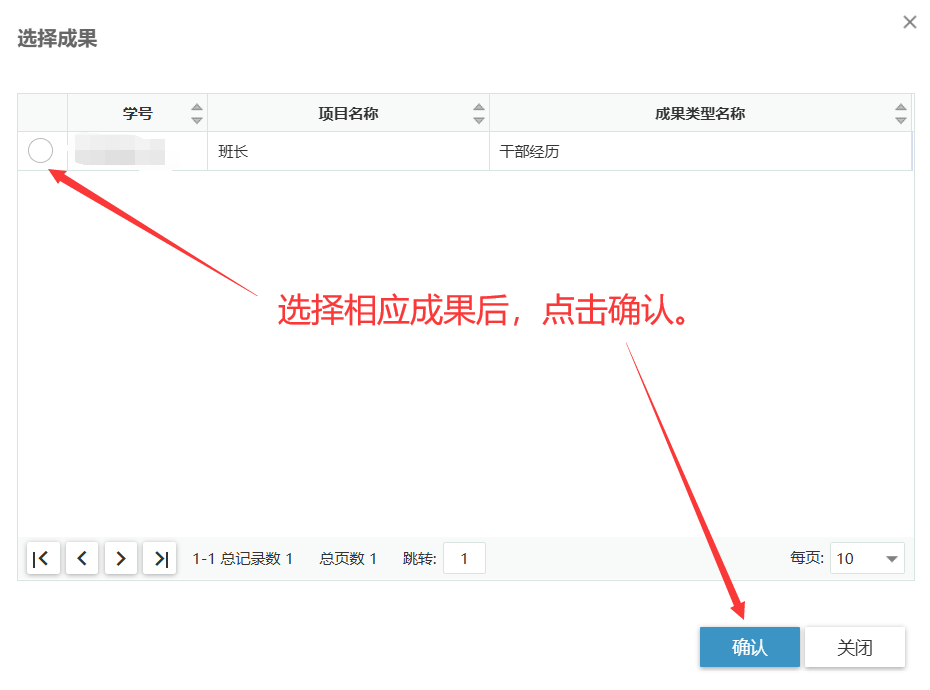 选择成果
学号 项目名称 成果类型名称
班长 干部经历
选择相应成果后，点击确认。
1-1 总记录数 1 总页数 1 跳转: 1 每页: 10
确认 关闭